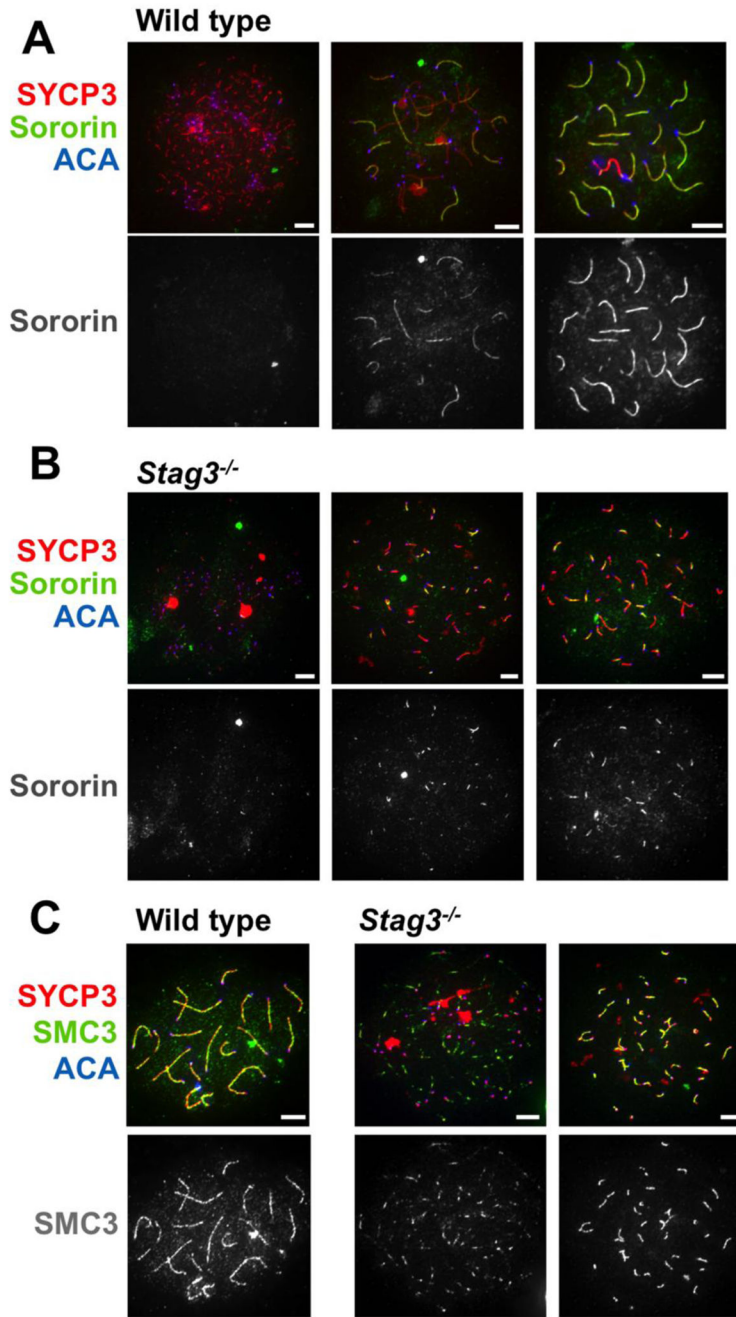 A
Wild type
SYCP3
Sororin
ACA
Sororin
B
Stag3-/-
SYCP3
Sororin
ACA
Sororin
C
Wild type
Stag3-/-
SYCP3
SMC3
ACA
SMC3